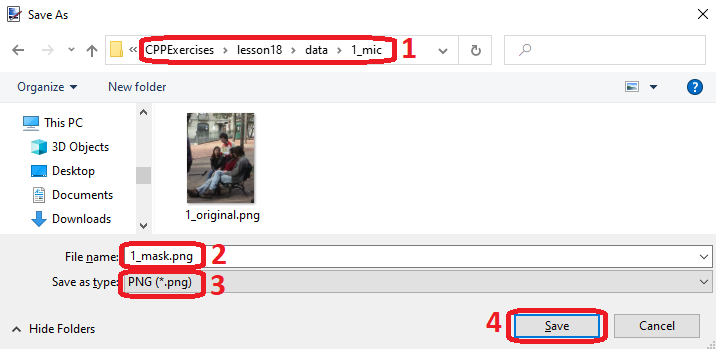 Save As
« CPPExercises > lesson18 > data > 1_mic 1
Organize New folder ?
This PC
3D Objects
Desktop
Documents
Downloads
1_original.png
File name: 1_mask.png 2
Save as type: PNG (*.png) 3
Hide Folders 4 Save Cancel